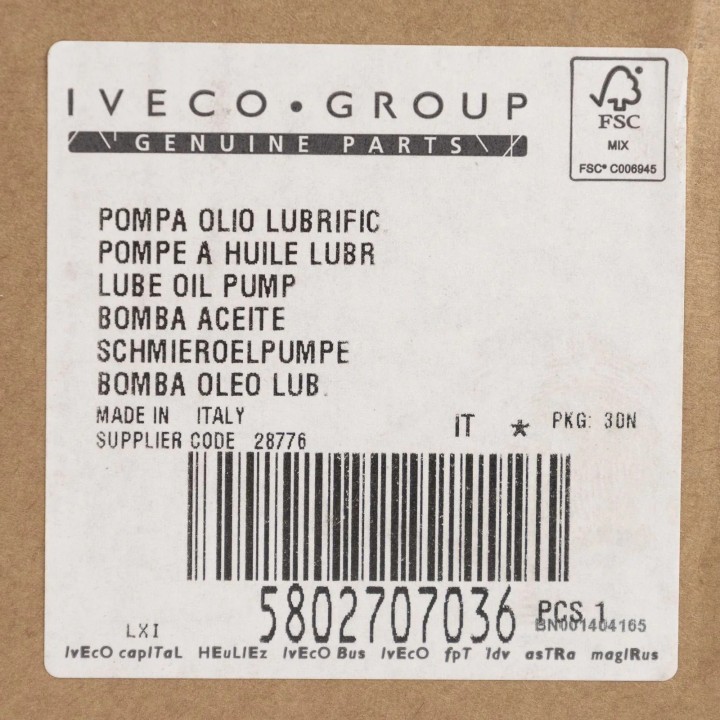 IVECO • GROUP
GENUINE PARTS
FSC
MIX
FSC® C006945
POMPA OLIO LUBRIFIC
POMPE A HUILE LUBR
LUBE OIL PUMP
BOMBA ACEITE
SCHMIEROELPUMPE
BOMBA OLEO LUB.
MADE IN ITALY
IT * PKG: 3DN
SUPPLIER CODE 28776
5802707036 PCS 1
LXI
BN001404165
IvEcO capITaL HEuLIEz IvEcO Bus IvEcO fpT Idv asTRa magIRus